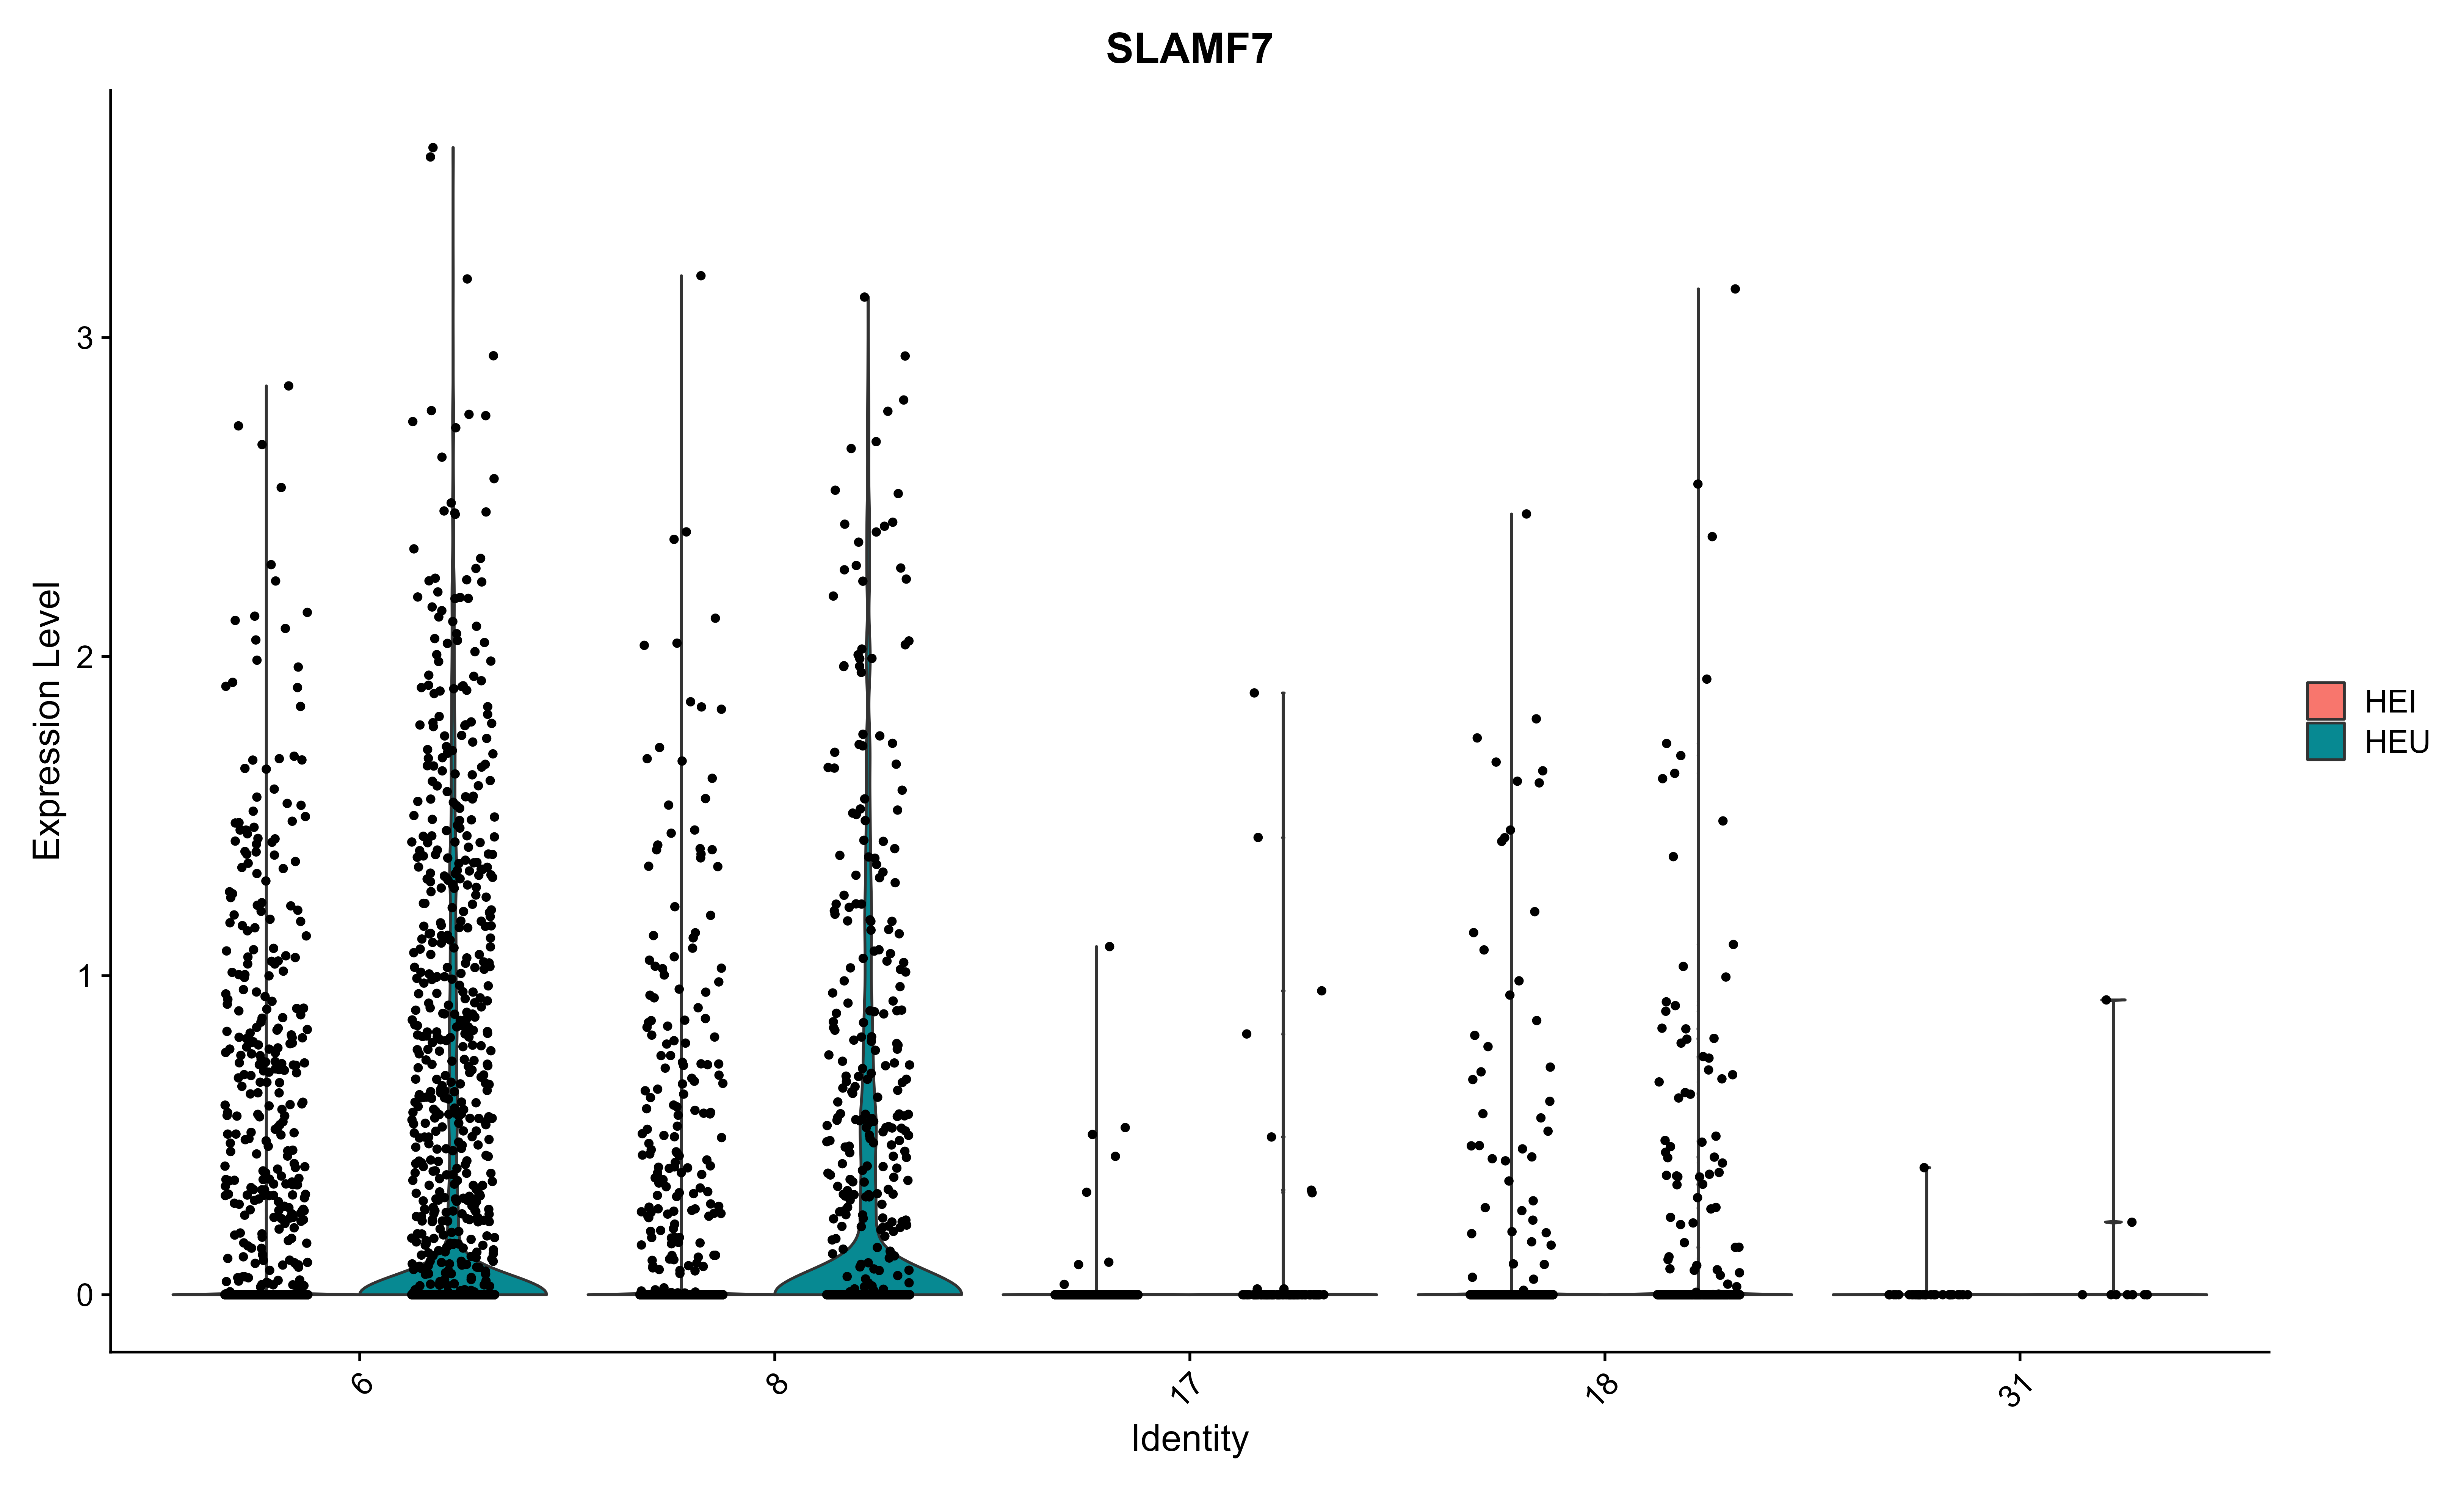 SLAMF7
Expression Level
3
2
1
0
6
8
17
18
31
Identity
HEI
HEU